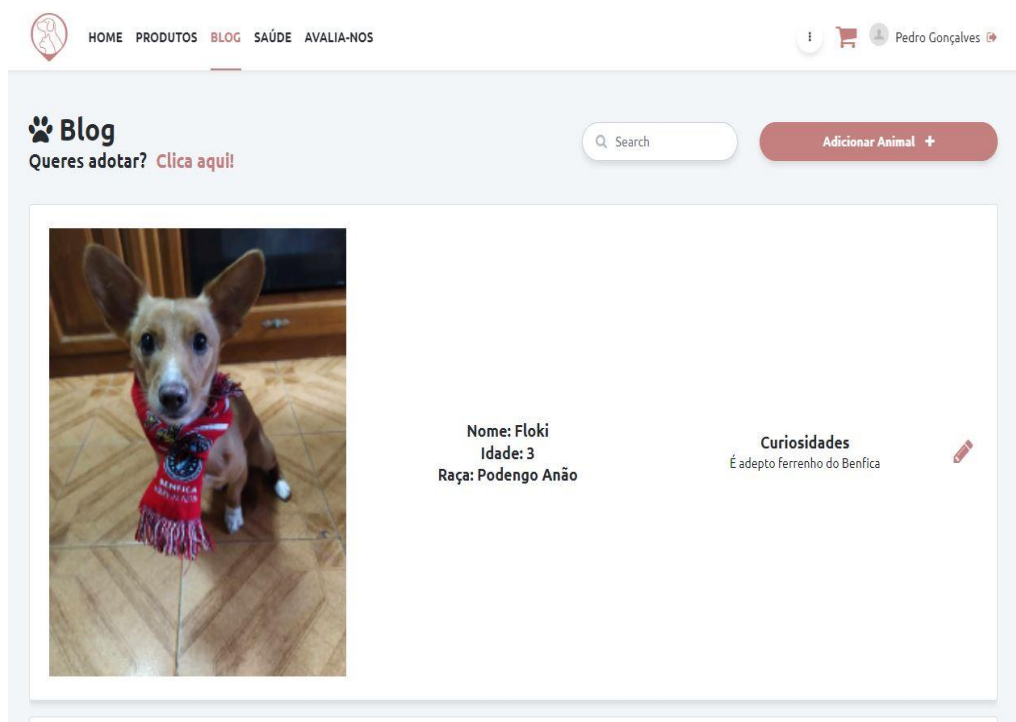 HOME PRODUTOS BLOG SAÚDE AVALIA-NOS
Pedro Gonçalves
Blog
Queres adotar? Clica aqui!
Search
Adicionar Animal +
BENFICA
Nome: Floki
Idade: 3
Raça: Podengo Anão
Curiosidades
É adepto ferrenho do Benfica